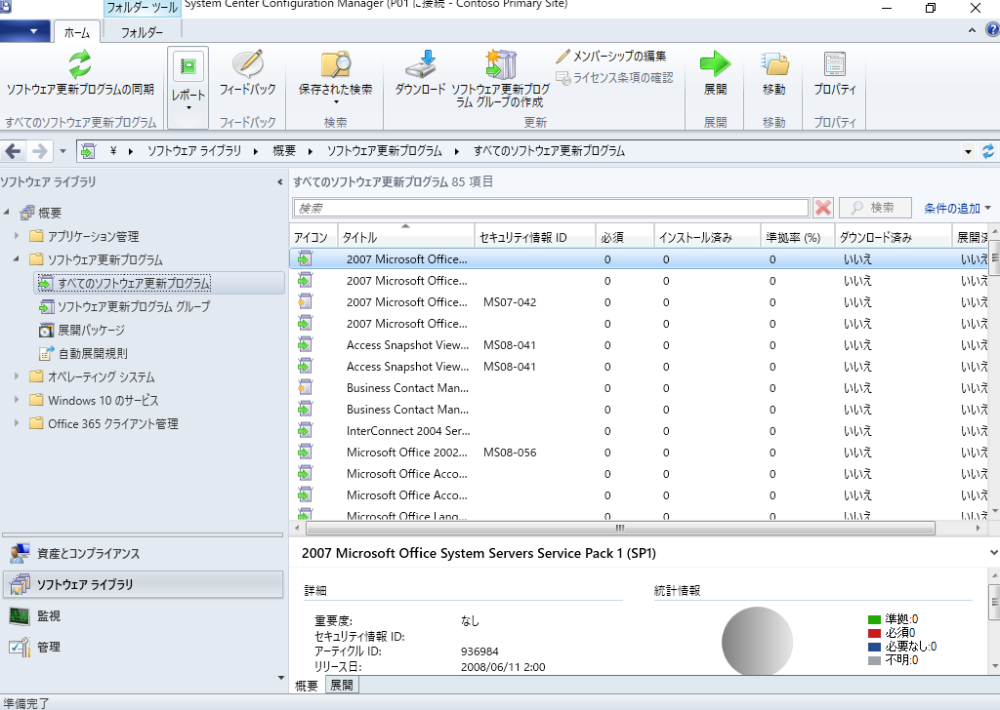 フォルダー ツール
System Center Configuration Manager (P01 に接続 - Contoso Primary Site)
ホーム
フォルダー
ソフトウェア更新プログラムの同期
レポート
フィードバック
保存された検索
ダウンロード
ソフトウェア更新プログ
ラム グループの作成
メンバーシップの編集
ライセンス条項の確認
展開
移動
プロパティ
すべてのソフトウェア更新プログラム
フィードバック
検索
更新
展開
移動
プロパティ
¥
ソフトウェア ライブラリ
概要
ソフトウェア更新プログラム
すべてのソフトウェア更新プログラム
ソフトウェア ライブラリ
概要
アプリケーション管理
ソフトウェア更新プログラム
すべてのソフトウェア更新プログラム
ソフトウェア更新プログラム グループ
展開パッケージ
自動展開規則
オペレーティング システム
Windows 10 のサービス
Office 365 クライアント管理
資産とコンプライアンス
ソフトウェア ライブラリ
監視
管理
すべてのソフトウェア更新プログラム 85 項目
検索
検索
条件の追加
アイコン タイトル セキュリティ情報 ID 必須 インストール済み 準拠率 (%) ダウンロード済み 展開済
2007 Microsoft Office... 0 0 0 いいえ いいえ
2007 Microsoft Office... 0 0 0 いいえ いいえ
2007 Microsoft Office... MS07-042 0 0 0 いいえ いいえ
2007 Microsoft Office... 0 0 0 いいえ いいえ
Access Snapshot View... MS08-041 0 0 0 いいえ いいえ
Access Snapshot View... MS08-041 0 0 0 いいえ いいえ
Business Contact Man... 0 0 0 いいえ いいえ
Business Contact Man... 0 0 0 いいえ いいえ
InterConnect 2004 Ser... 0 0 0 いいえ いいえ
Microsoft Office 2002... MS08-056 0 0 0 いいえ いいえ
Microsoft Office Acco... 0 0 0 いいえ いいえ
Microsoft Office Acco... 0 0 0 いいえ いいえ
Microsoft Office Lang... 0 0 0 いいえ いいえ
2007 Microsoft Office System Servers Service Pack 1 (SP1)
詳細
重要度: なし
セキュリティ情報 ID:
アーティクル ID: 936984
リリース日: 2008/06/11 2:00
統計情報
準拠:0
必須:0
必要なし:0
不明:0
概要
展開
準備完了